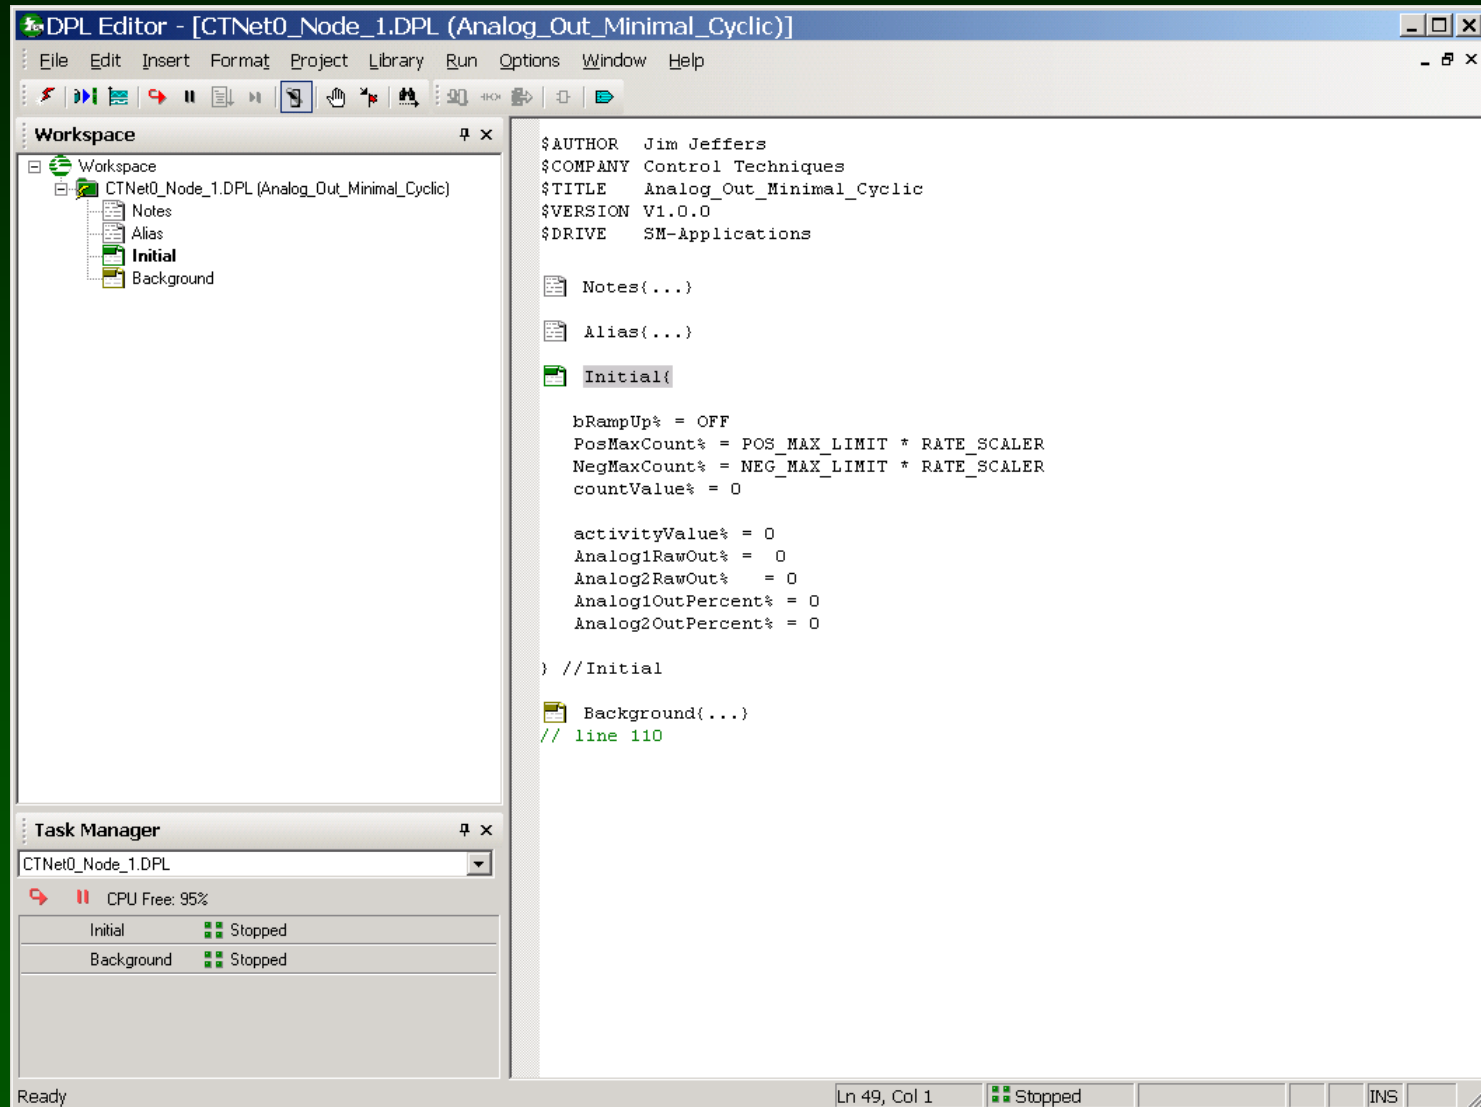 DPL Editor - [CTNet0_Node_1.DPL (Analog_Out_Minimal_Cyclic)]
File Edit Insert Format Project Library Run Options Window Help
Workspace
Workspace
CTNet0_Node_1.DPL (Analog_Out_Minimal_Cyclic)
Notes
Alias
Initial
Background
$AUTHOR Jim Jeffers
$COMPANY Control Techniques
$TITLE Analog_Out_Minimal_Cyclic
$VERSION V1.0.0
$DRIVE SM-Applications
Notes{...}
Alias{...}
Initial{
bRampUp% = OFF
PosMaxCount% = POS_MAX_LIMIT * RATE_SCALER
NegMaxCount% = NEG_MAX_LIMIT * RATE_SCALER
countValue% = 0
activityValue% = 0
Analog1RawOut% = 0
Analog2RawOut% = 0
Analog1OutPercent% = 0
Analog2OutPercent% = 0
} //Initial
Background{...}
// line 110
Task Manager
CTNet0_Node_1.DPL
CPU Free: 95%
Initial Stopped
Background Stopped
Ready Ln 49, Col 1 Stopped INS